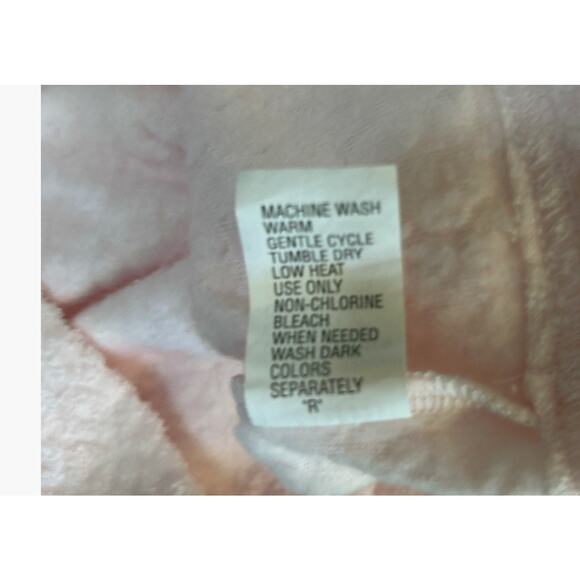 MACHINE WASH
WARM
GENTLE CYCLE
TUMBLE DRY
LOW HEAT
USE ONLY
NON-CHLORINE
BLEACH
WHEN NEEDED
WASH DARK
COLORS
SEPARATELY
"R"